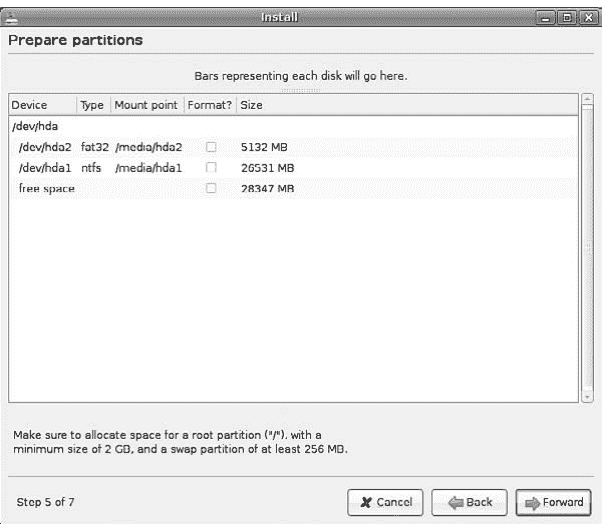 Install
Prepare partitions
Bars representing each disk will go here.
Device Type Mount point Format? Size
/dev/hda
/dev/hda2 fat32 /media/hda2 5132 MB
/dev/hda1 ntfs /media/hda1 26531 MB
free space 28347 MB
Make sure to allocate space for a root partition ("/"), with a
minimum size of 2 GB, and a swap partition of at least 256 MB.
Step 5 of 7
Cancel Back Forward